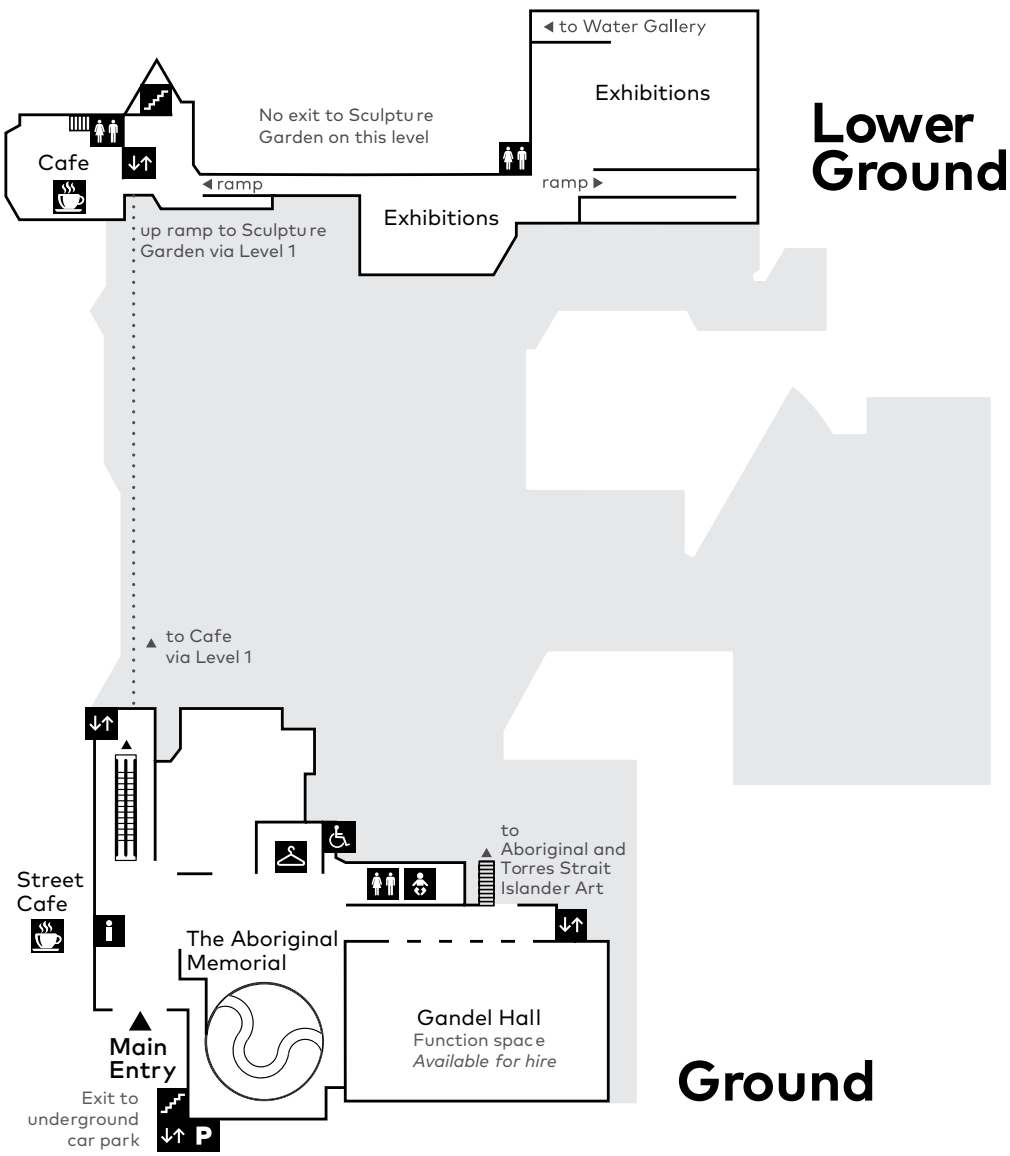 to Water Gallery
Exhibitions
Lower
Ground
No exit to Sculpture
Garden on this level
Cafe
ramp
ramp
Exhibitions
up ramp to Sculpture
Garden via Level 1
to Cafe
via Level 1
to
Aboriginal and
Torres Strait
Islander Art
Street
Cafe
i
The Aboriginal
Memorial
Gandel Hall
Function space
Available for hire
Main
Entry
Ground
Exit to
underground
car park
P